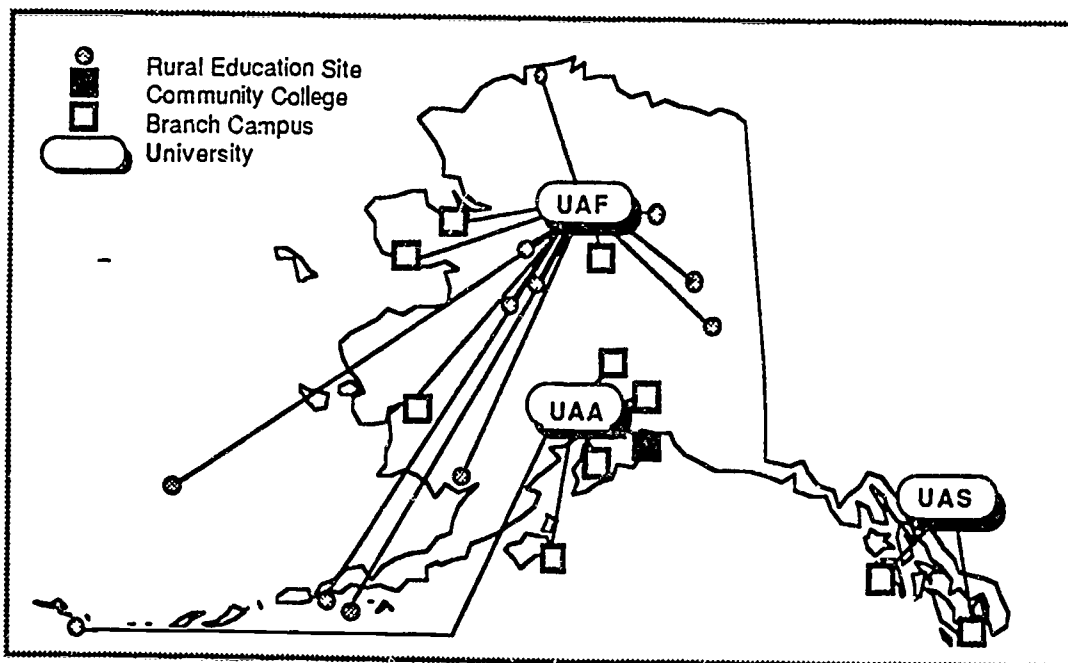 Rural Education Site
Community College
Branch Campus
University
UAF
UAA
UAS